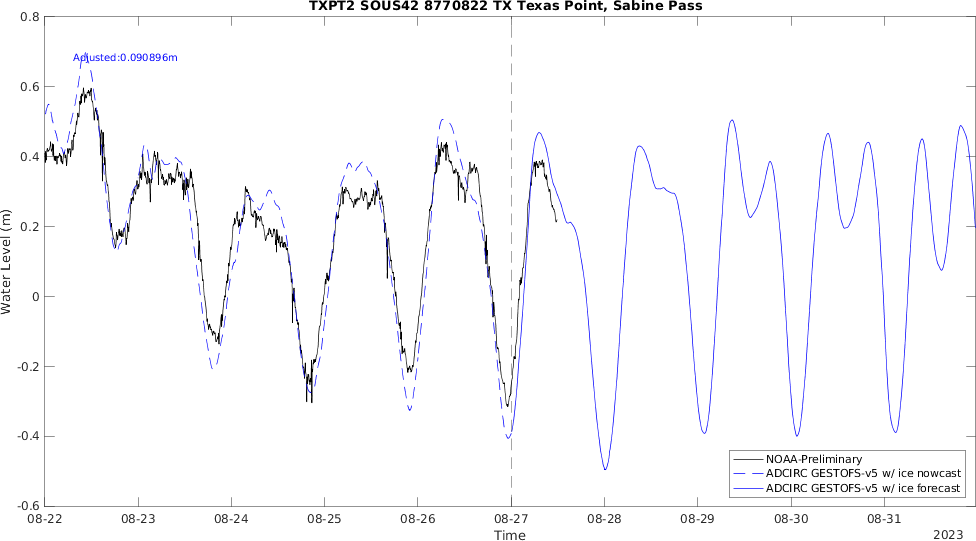 TXPT2 SOUS42 8770822 TX Texas Point, Sabine Pass
0.8
Adjusted:0.090896m
0.6
0.4
0.2
0
-0.2
-0.4
-0.6
Water Level (m)
NOAA-Preliminary
ADCIRC GESTOFS-v5 w/ ice nowcast
ADCIRC GESTOFS-v5 w/ ice forecast
08-22 08-23 08-24 08-25 08-26 08-27 08-28 08-29 08-30 08-31
Time
2023